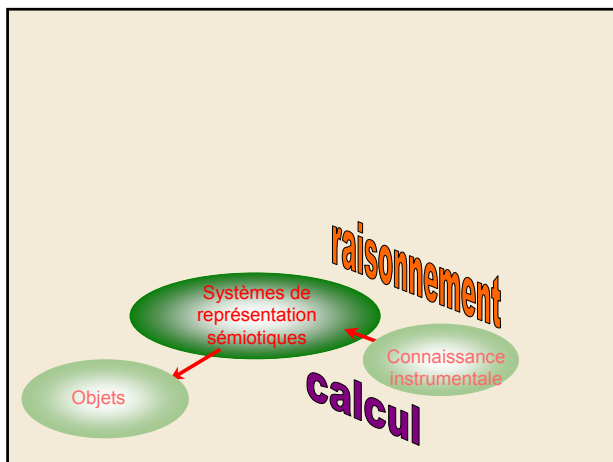 raisonnement
Systèmes de
représentation
sémiotiques
Connaissance
instrumentale
Objets
calcul